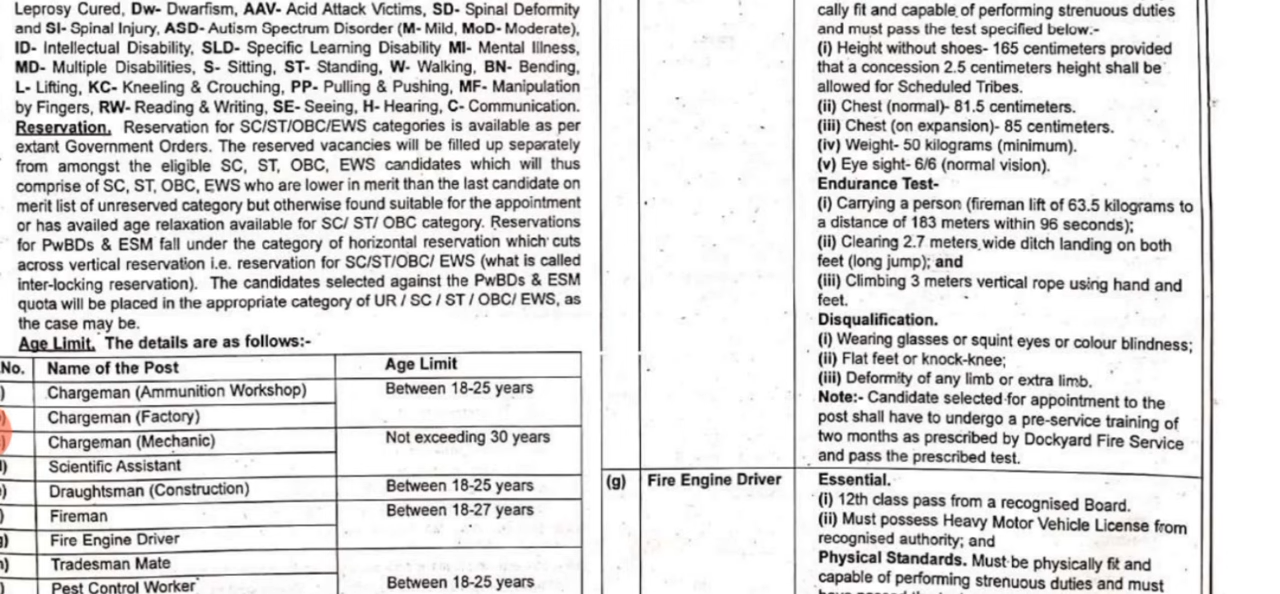 Leprosy Cured, Dw- Dwarfism, AAV- Acid Attack Victims, SD- Spinal Deformity
and SI- Spinal Injury, ASD- Autism Spectrum Disorder (M- Mild, MoD- Moderate),
ID- Intellectual Disability, SLD- Specific Learning Disability MI- Mental Illness,
MD- Multiple Disabilities, S- Sitting, ST- Standing, W- Walking, BN- Bending,
L- Lifting, KC- Kneeling & Crouching, PP- Pulling & Pushing, MF- Manipulation
by Fingers, RW- Reading & Writing, SE- Seeing, H- Hearing, C- Communication.
Reservation. Reservation for SC/ST/OBC/EWS categories is available as per
extant Government Orders. The reserved vacancies will be filled up separately
from amongst the eligible SC, ST, OBC, EWS candidates which will thus
comprise of SC, ST, OBC, EWS who are lower in merit than the last candidate on
merit list of unreserved category but otherwise found suitable for the appointment
or has availed age relaxation available for SC/ ST/ OBC category. Reservations
for PwBDs & ESM fall under the category of horizontal reservation which cuts
across vertical reservation i.e. reservation for SC/ST/OBC/ EWS (what is called
inter-locking reservation). The candidates selected against the PwBDs & ESM
quota will be placed in the appropriate category of UR / SC / ST / OBC/ EWS, as
the case may be.
Age Limit. The details are as follows:-
No. Name of the Post Age Limit
) Chargeman (Ammunition Workshop) Between 18-25 years
) Chargeman (Factory)
) Chargeman (Mechanic) Not exceeding 30 years
) Scientific Assistant
) Draughtsman (Construction) Between 18-25 years
) Fireman Between 18-27 years
) Fire Engine Driver
) Tradesman Mate
) Pest Control Worker Between 18-25 years
cally fit and capable of performing strenuous duties
and must pass the test specified below:-
(i) Height without shoes- 165 centimeters provided
that a concession 2.5 centimeters height shall be
allowed for Scheduled Tribes.
(ii) Chest (normal)- 81.5 centimeters.
(iii) Chest (on expansion)- 85 centimeters.
(iv) Weight- 50 kilograms (minimum).
(v) Eye sight- 6/6 (normal vision).
Endurance Test-
(i) Carrying a person (fireman lift of 63.5 kilograms to
a distance of 183 meters within 96 seconds);
(ii) Clearing 2.7 meters wide ditch landing on both
feet (long jump); and
(iii) Climbing 3 meters vertical rope using hand and
feet.
Disqualification.
(i) Wearing glasses or squint eyes or colour blindness;
(ii) Flat feet or knock-knee;
(iii) Deformity of any limb or extra limb.
Note:- Candidate selected for appointment to the
post shall have to undergo a pre-service training of
two months as prescribed by Dockyard Fire Service
and pass the prescribed test.
(g) Fire Engine Driver Essential.
(i) 12th class pass from a recognised Board.
(ii) Must possess Heavy Motor Vehicle License from
recognised authority; and
Physical Standards. Must be physically fit and
capable of performing strenuous duties and must